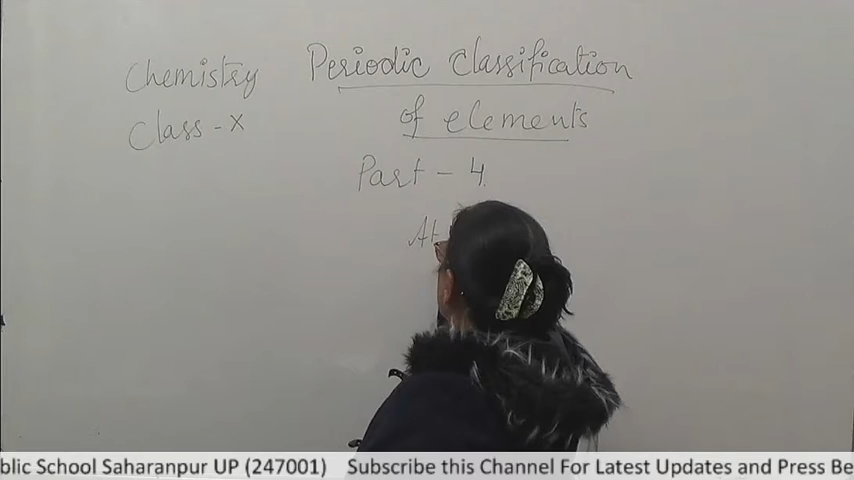 Chemistry Periodic Classification
Class - X of elements
Part - 4
At
blic School Saharanpur UP (247001) Subscribe this Channel For Latest Updates and Press Be